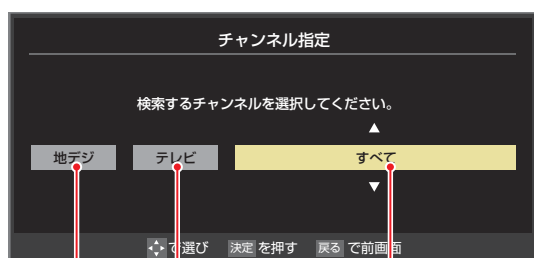 チャンネル指定
検索するチャンネルを選択してください。
▲
地デジ テレビ すべて
▼
で選び 決定 を押す 戻る で前画面